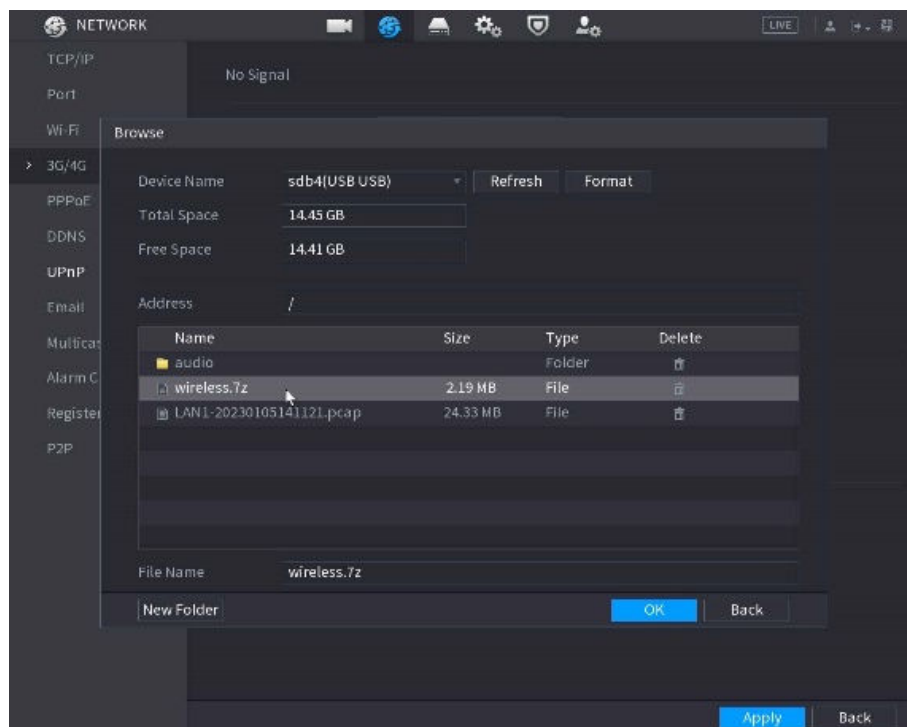 NETWORK
LIVE
TCP/IP
No Signal
Port
Wi-Fi
Browse
3G/4G
Device Name sdb4(USB USB) Refresh Format
PPPoE
Total Space 14.45 GB
DDNS
Free Space 14.41 GB
UPnP
Email
Address /
Multicas
Name Size Type Delete
audio Folder
Alarm C
wireless.7z 2.19 MB File
Register
LAN1-20230105141121.pcap 24.33 MB File
P2P
File Name wireless.7z
New Folder OK Back
Apply Back